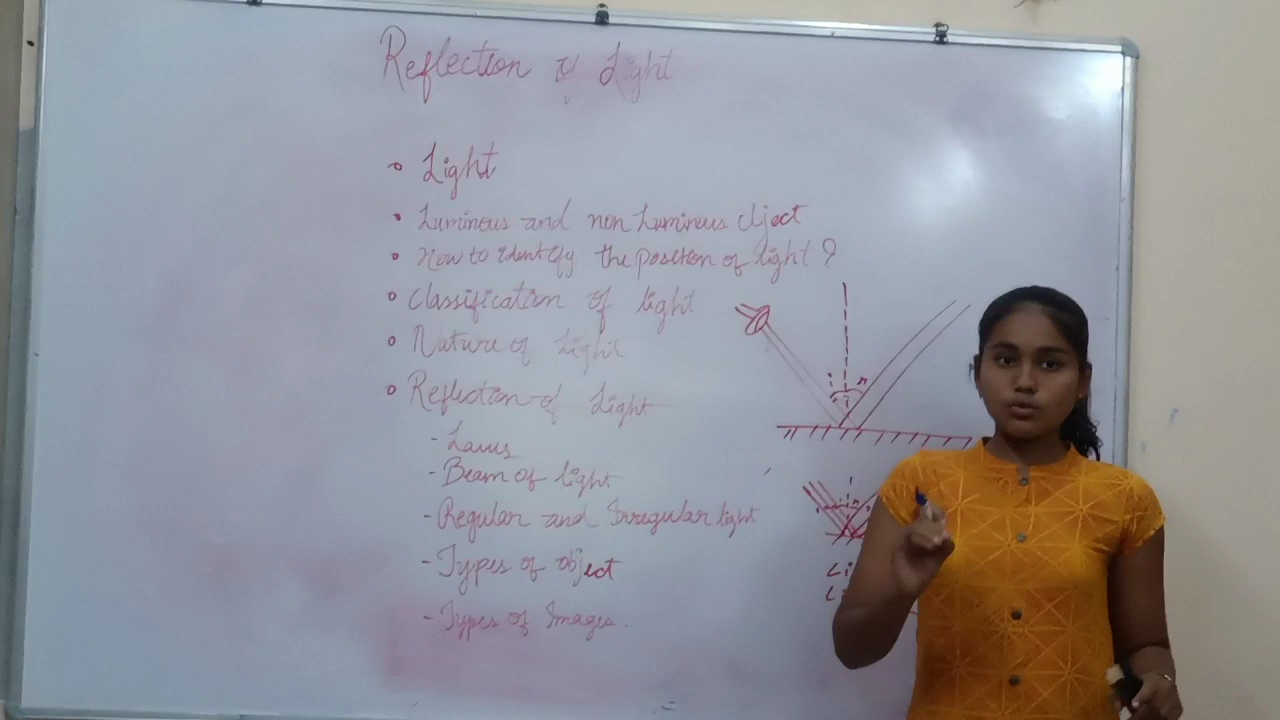 Reflection of Light
Light
Luminous and non Luminous object
How to identify the position of light ?
Classification of light
Nature of Light
Reflection of Light
- Laws
- Beam of light
- Regular and Irregular light
- Types of object
- Types of Images.
i r
i r